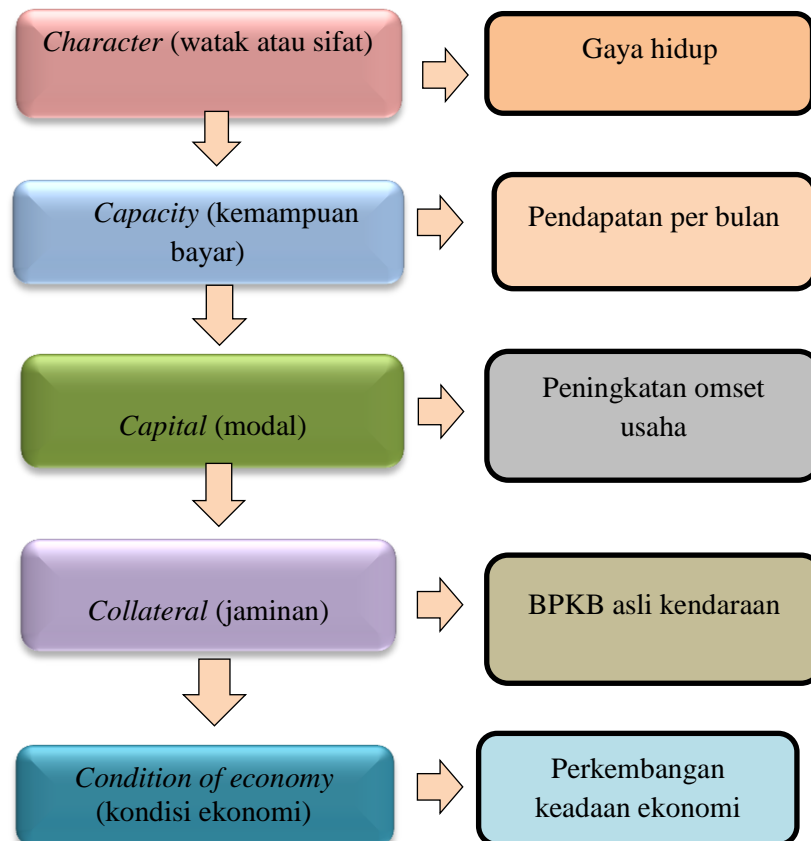 Character (watak atau sifat)
Gaya hidup
Capacity (kemampuan
bayar)
Pendapatan per bulan
Capital (modal)
Peningkatan omset
usaha
Collateral (jaminan)
BPKB asli kendaraan
Condition of economy
(kondisi ekonomi)
Perkembangan
keadaan ekonomi